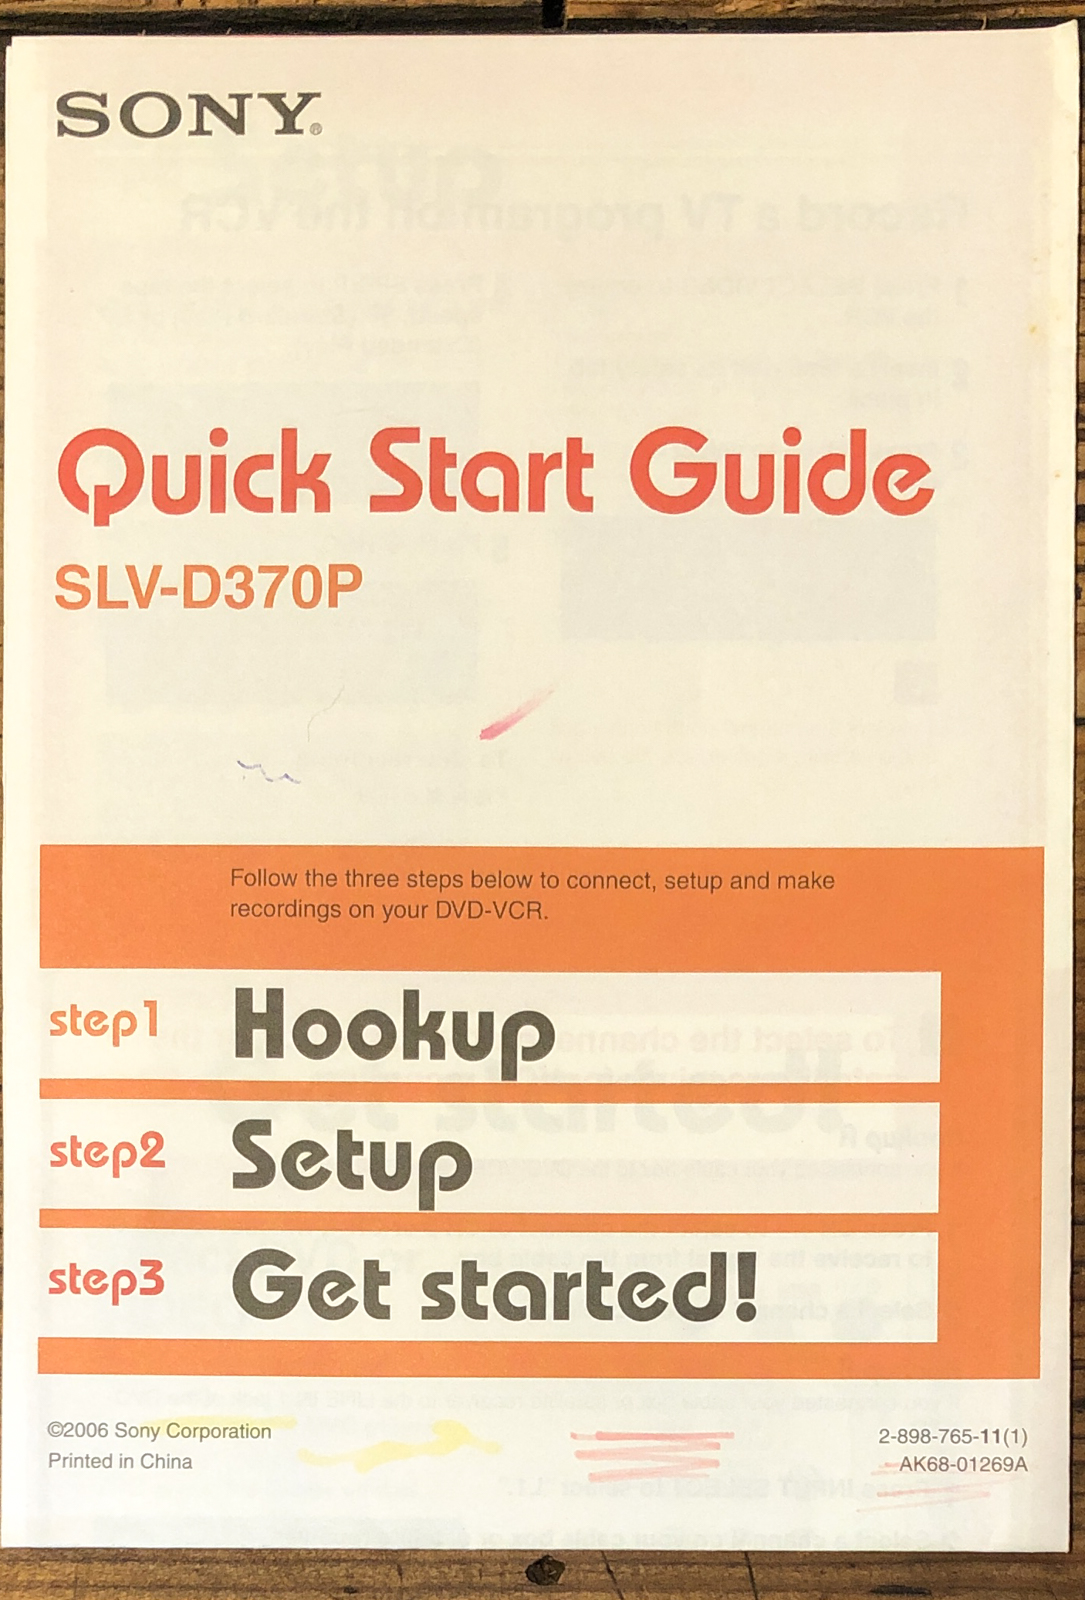 SONY®
Quick Start Guide
SLV-D370P
Follow the three steps below to connect, setup and make
recordings on your DVD-VCR.
step1 Hookup
step2 Setup
step3 Get started!
©2006 Sony Corporation
Printed in China
2-898-765-11(1)
AK68-01269A